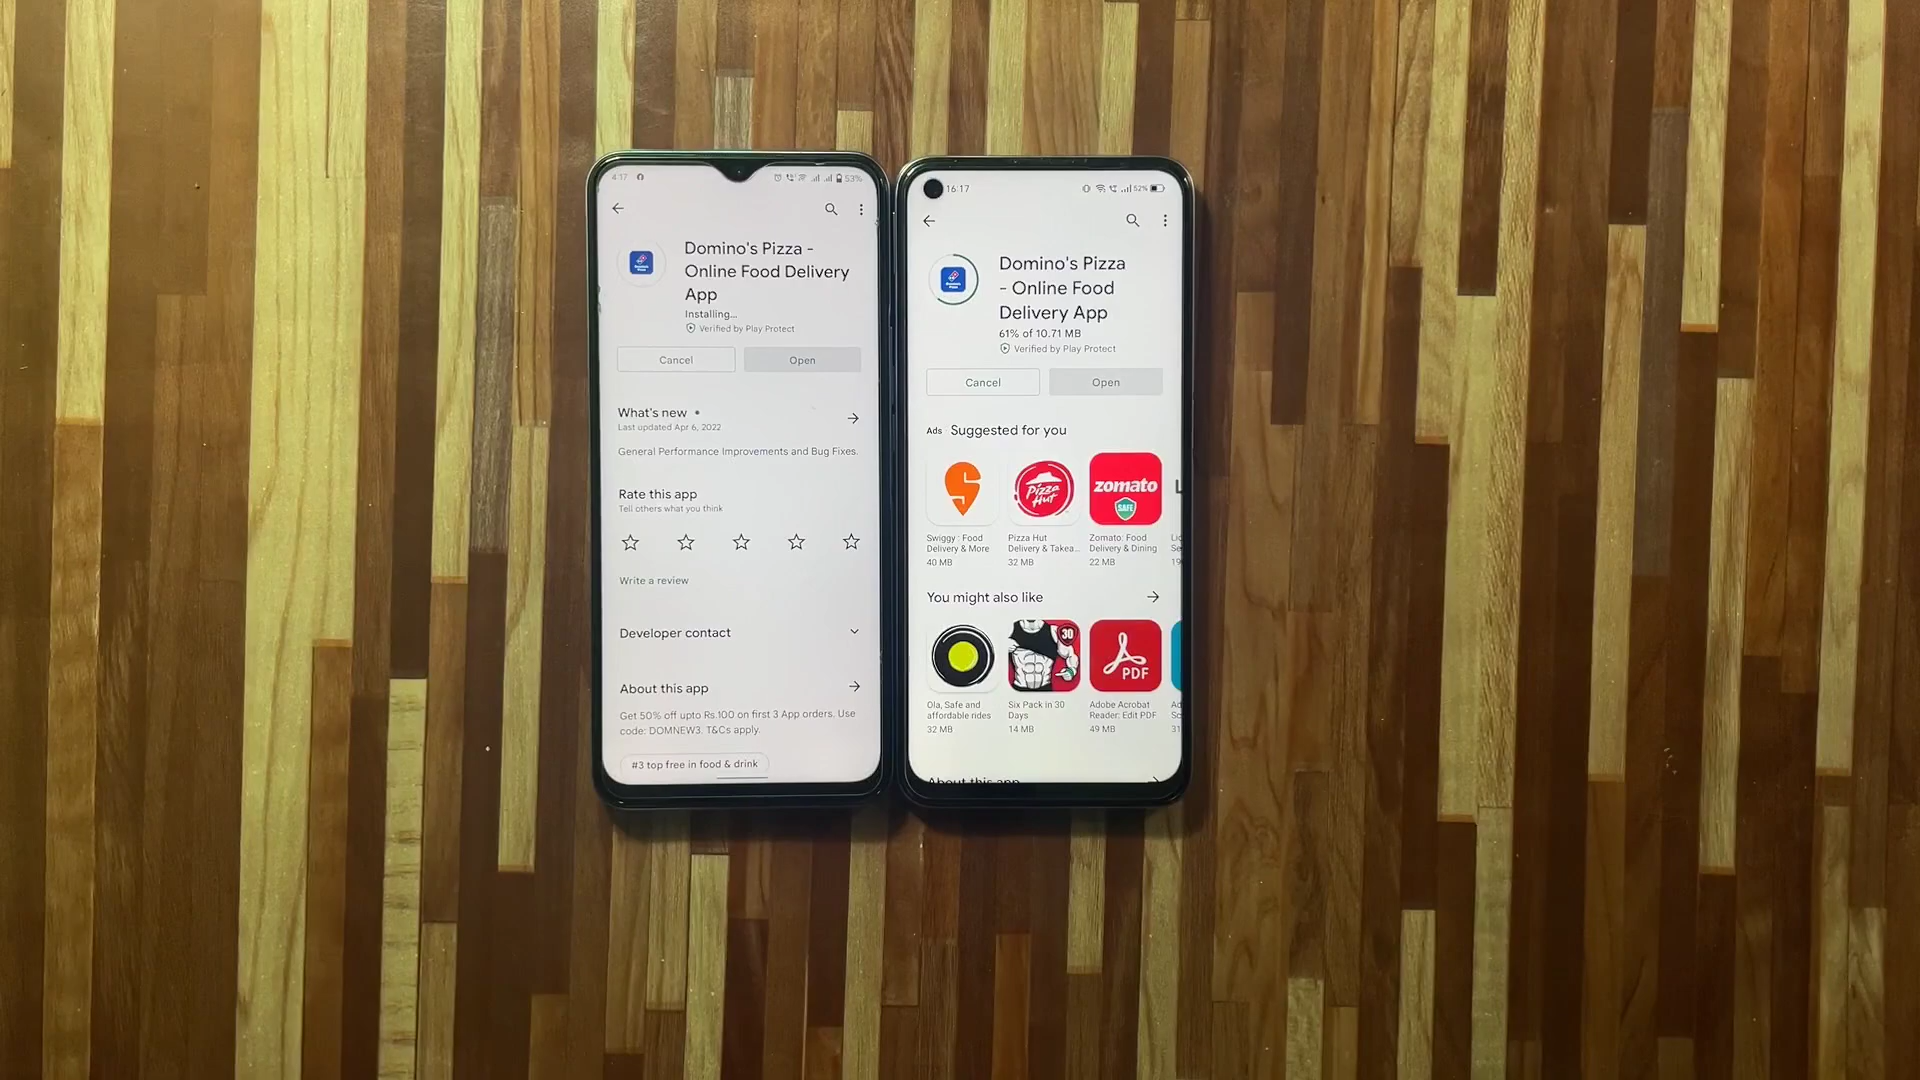 4:17
53%
Domino's Pizza -
Online Food Delivery
App
Installing...
Verified by Play Protect
Cancel
Open
What's new •
Last updated Apr 6, 2022
General Performance Improvements and Bug Fixes.
Rate this app
Tell others what you think
Write a review
Developer contact
About this app
Get 50% off upto Rs.100 on first 3 App orders. Use
code: DOMNEW3. T&Cs apply.
#3 top free in food & drink
16:17
52%
Domino's Pizza
- Online Food
Delivery App
61% of 10.71 MB
Verified by Play Protect
Cancel
Open
Ads · Suggested for you
Pizza
Hut
zomato
SAFE
L
Swiggy : Food
Delivery & More
40 MB
Pizza Hut
Delivery & Takea...
32 MB
Zomato: Food
Delivery & Dining
22 MB
You might also like
30
PDF
Ola, Safe and
affordable rides
32 MB
Six Pack in 30
Days
14 MB
Adobe Acrobat
Reader: Edit PDF
49 MB
About this app